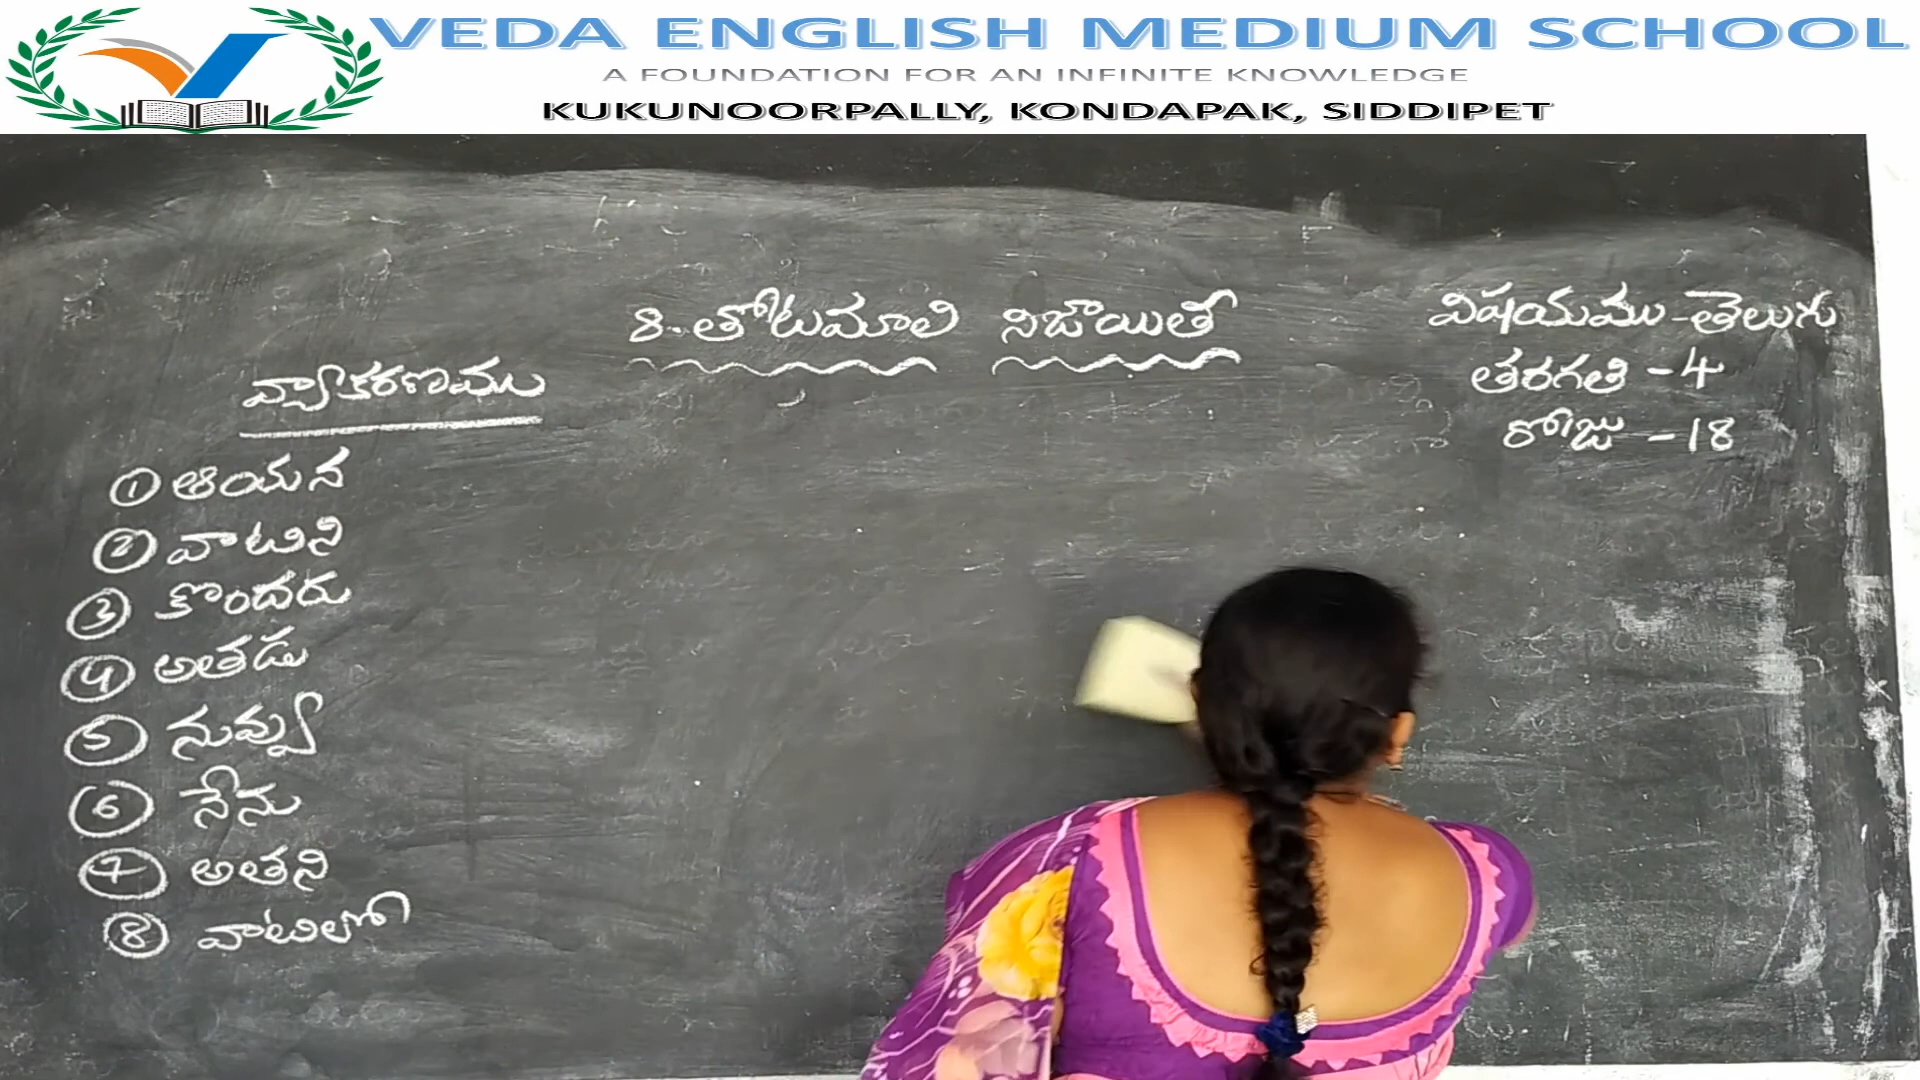 VEDA ENGLISH MEDIUM SCHOOL
A FOUNDATION FOR AN INFINITE KNOWLEDGE
KUKUNOORPALLY, KONDAPAK, SIDDIPET
8. తోటమాలి నిజాయితీ
విషయము - తెలుగు
తరగతి - 4
రోజు - 18
వ్యాకరణము
1 ఆయన
2 వాటిని
3 కొందరు
4 అతడు
5 నువ్వు
6 నేను
7 అతని
8 వాటిలో